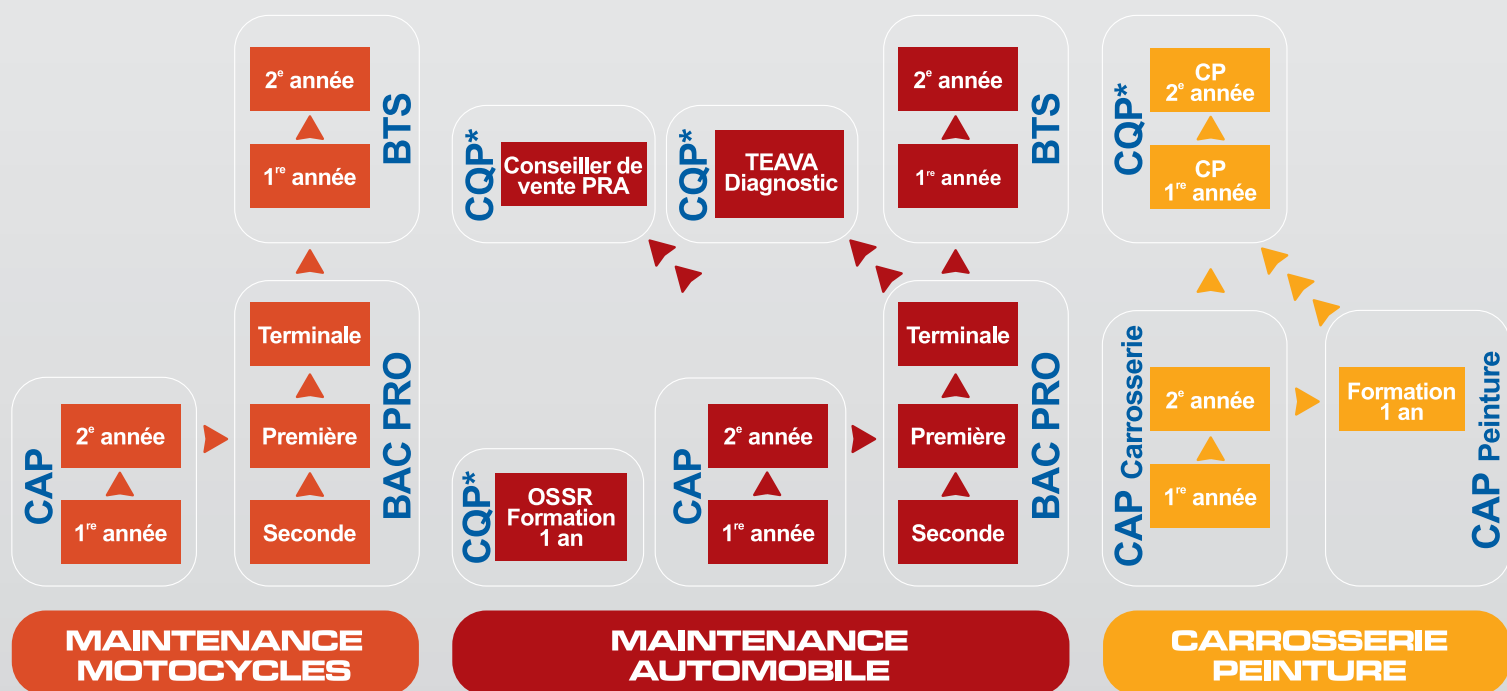 2e année
1re année
BTS
Terminale
Première
Seconde
BAC PRO
2e année
1re année
CAP
MAINTENANCE
MOTOCYCLES
CQP*
Conseiller de
vente PRA
CQP*
TEAVA
Diagnostic
2e année
1re année
BTS
CQP*
OSSR
Formation
1 an
CAP
2e année
1re année
Terminale
Première
Seconde
BAC PRO
MAINTENANCE
AUTOMOBILE
CQP*
CP
2e année
CP
1re année
CAP Carrosserie
2e année
1re année
Formation
1 an
CAP Peinture
CARROSSERIE
PEINTURE